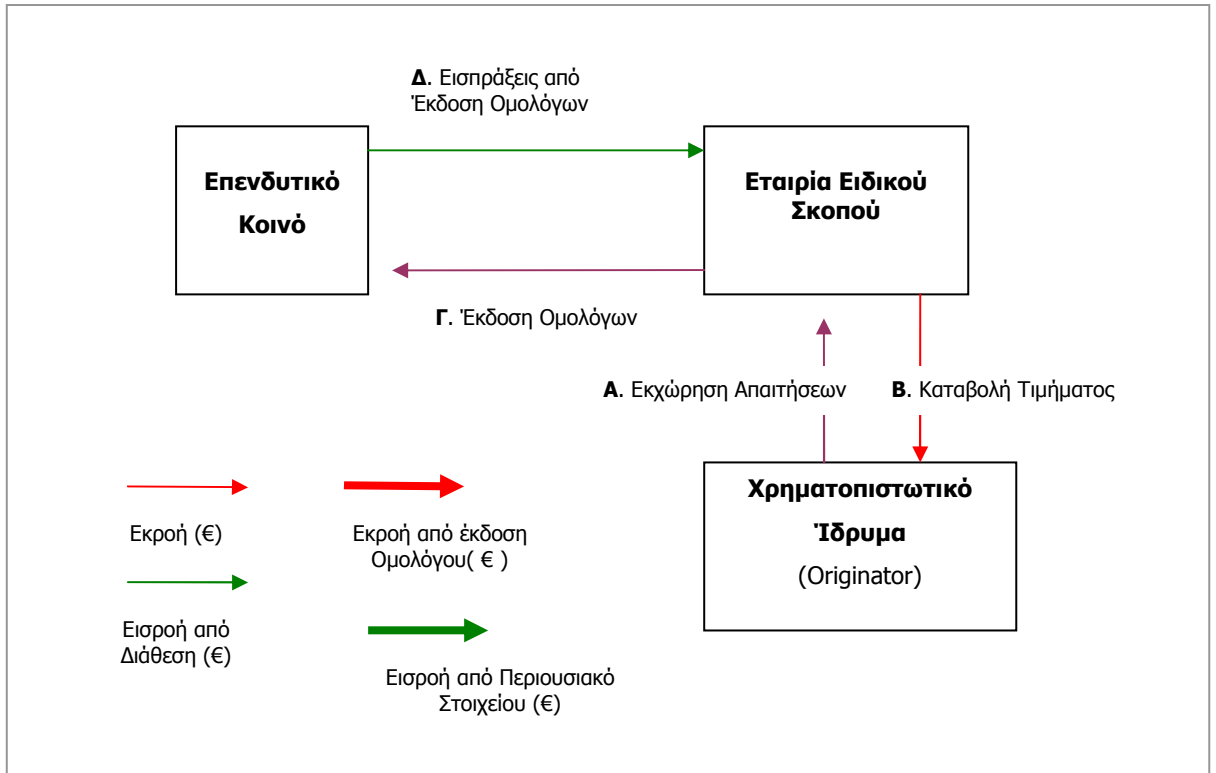 Δ. Εισπράξεις από
Έκδοση Ομολόγων
Επενδυτικό
Κοινό
Εταιρία Ειδικού
Σκοπού
Γ. Έκδοση Ομολόγων
Α. Εκχώρηση Απαιτήσεων
Β. Καταβολή Τιμήματος
Χρηματοπιστωτικό
Ίδρυμα
(Originator)
Εκροή (€)
Εκροή από έκδοση
Ομολόγου( € )
Εισροή από
Διάθεση (€)
Εισροή από Περιουσιακό
Στοιχείου (€)